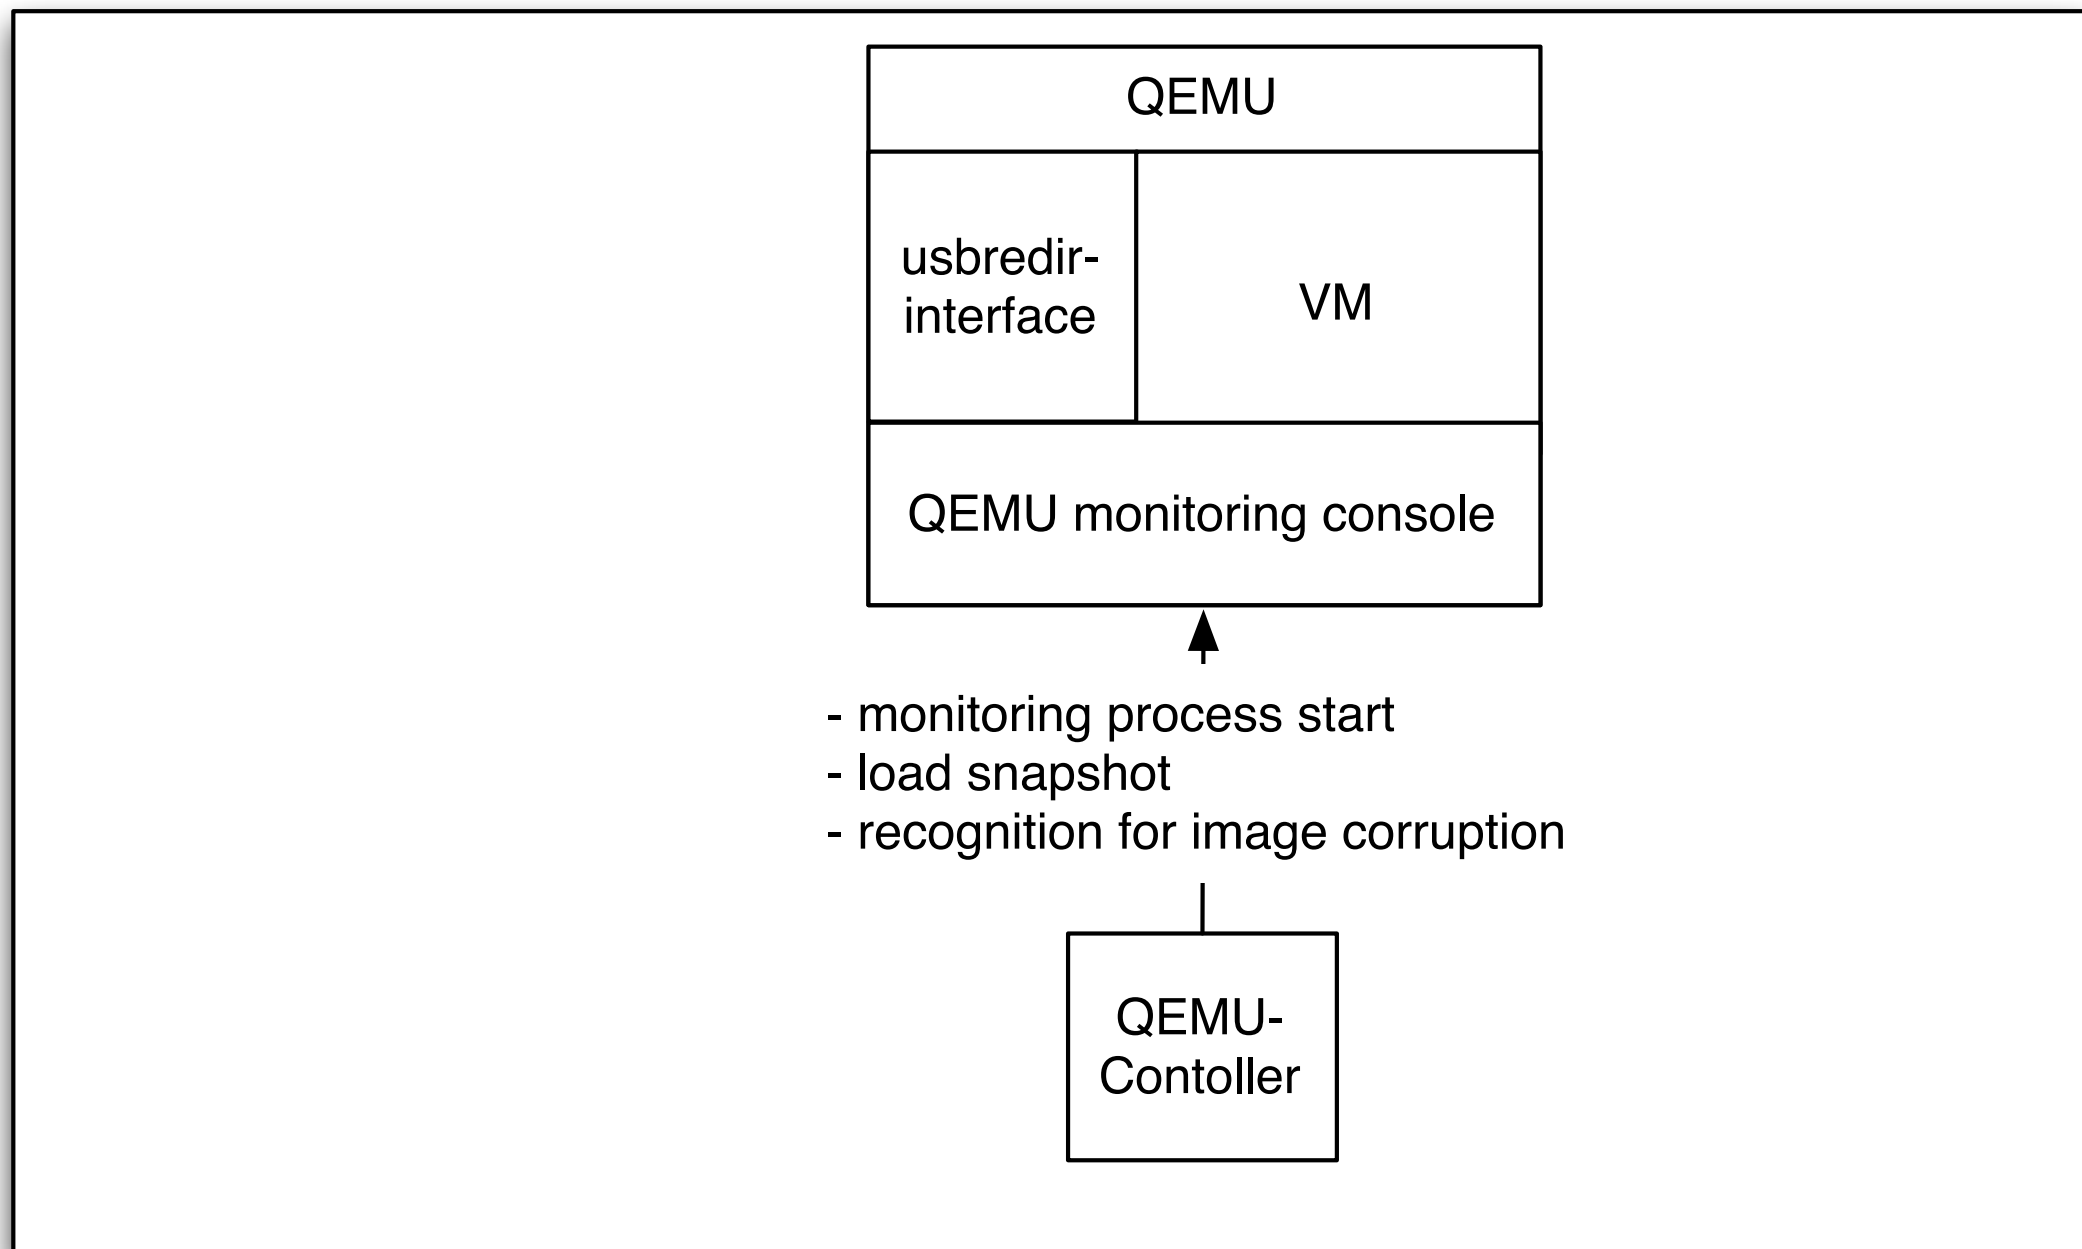 QEMU
usbredir-
interface
VM
QEMU monitoring console
- monitoring process start
- load snapshot
- recognition for image corruption
QEMU-
Contoller